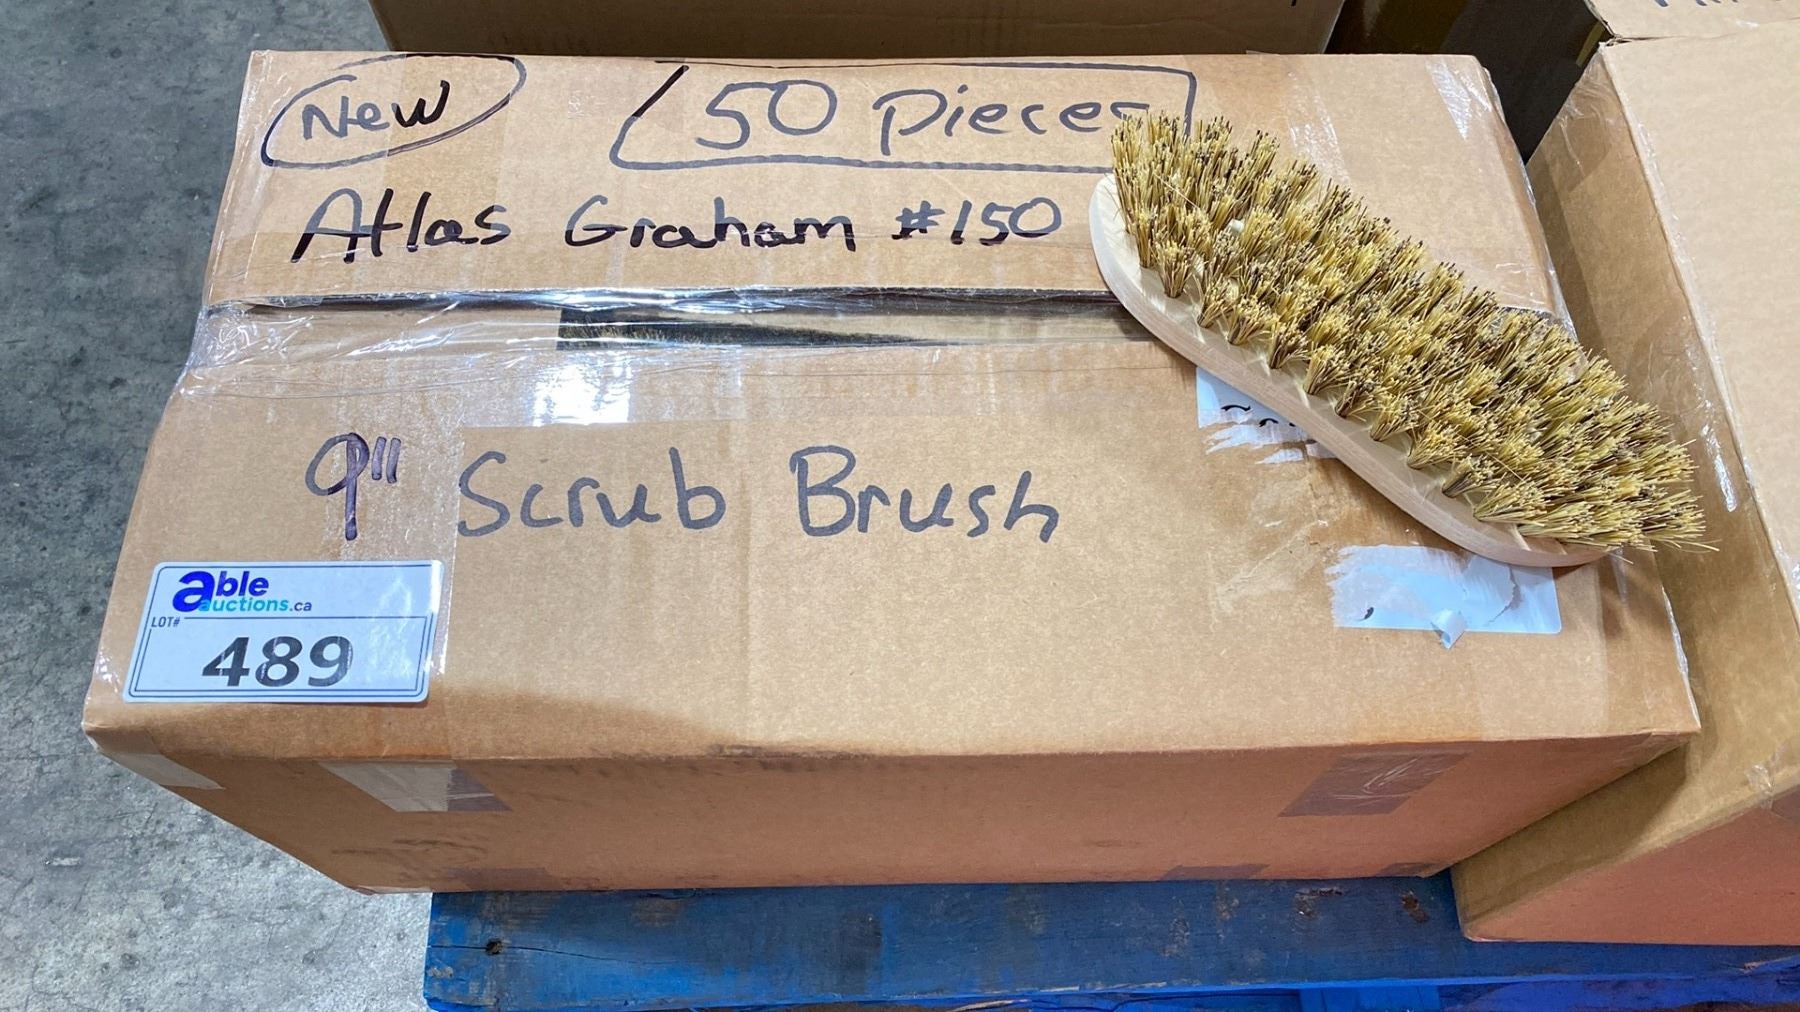 New
50 Pieces
Atlas Graham #150
9" Scrub Brush
able
auctions.ca
LOT#
489